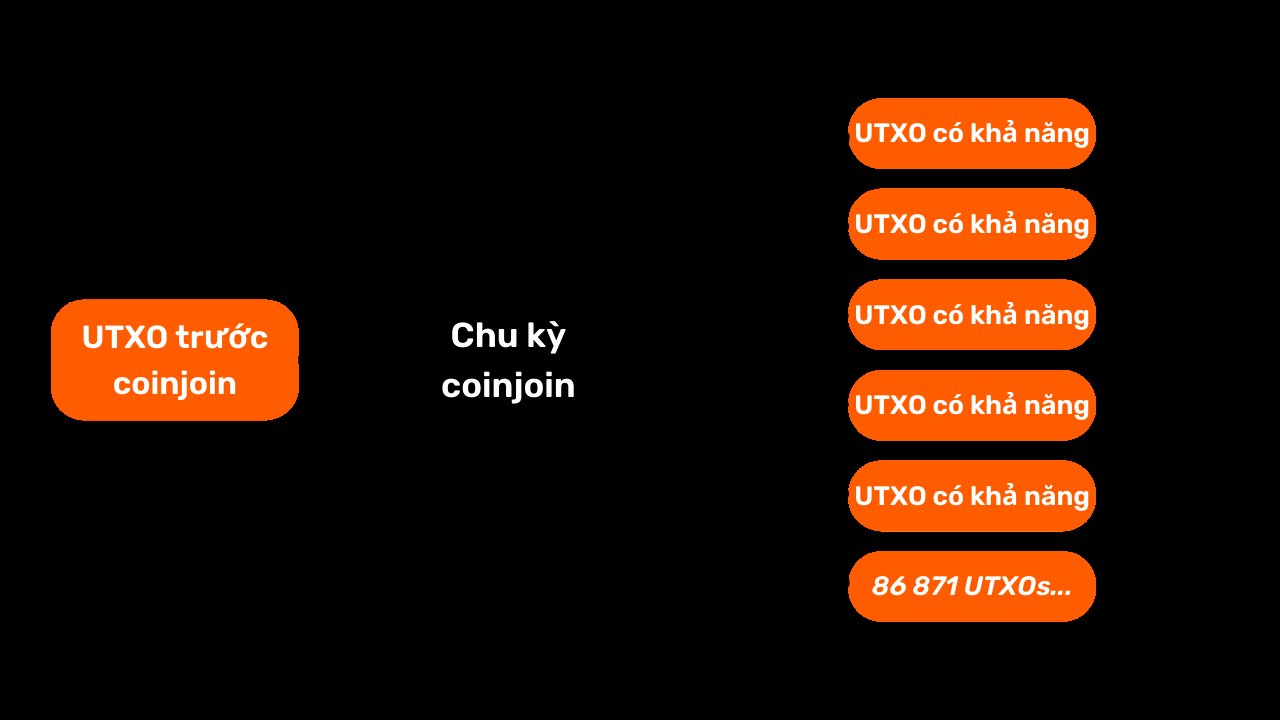 UTXO trước
coinjoin
Chu kỳ
coinjoin
UTXO có khả năng
UTXO có khả năng
UTXO có khả năng
UTXO có khả năng
UTXO có khả năng
86 871 UTXOs...